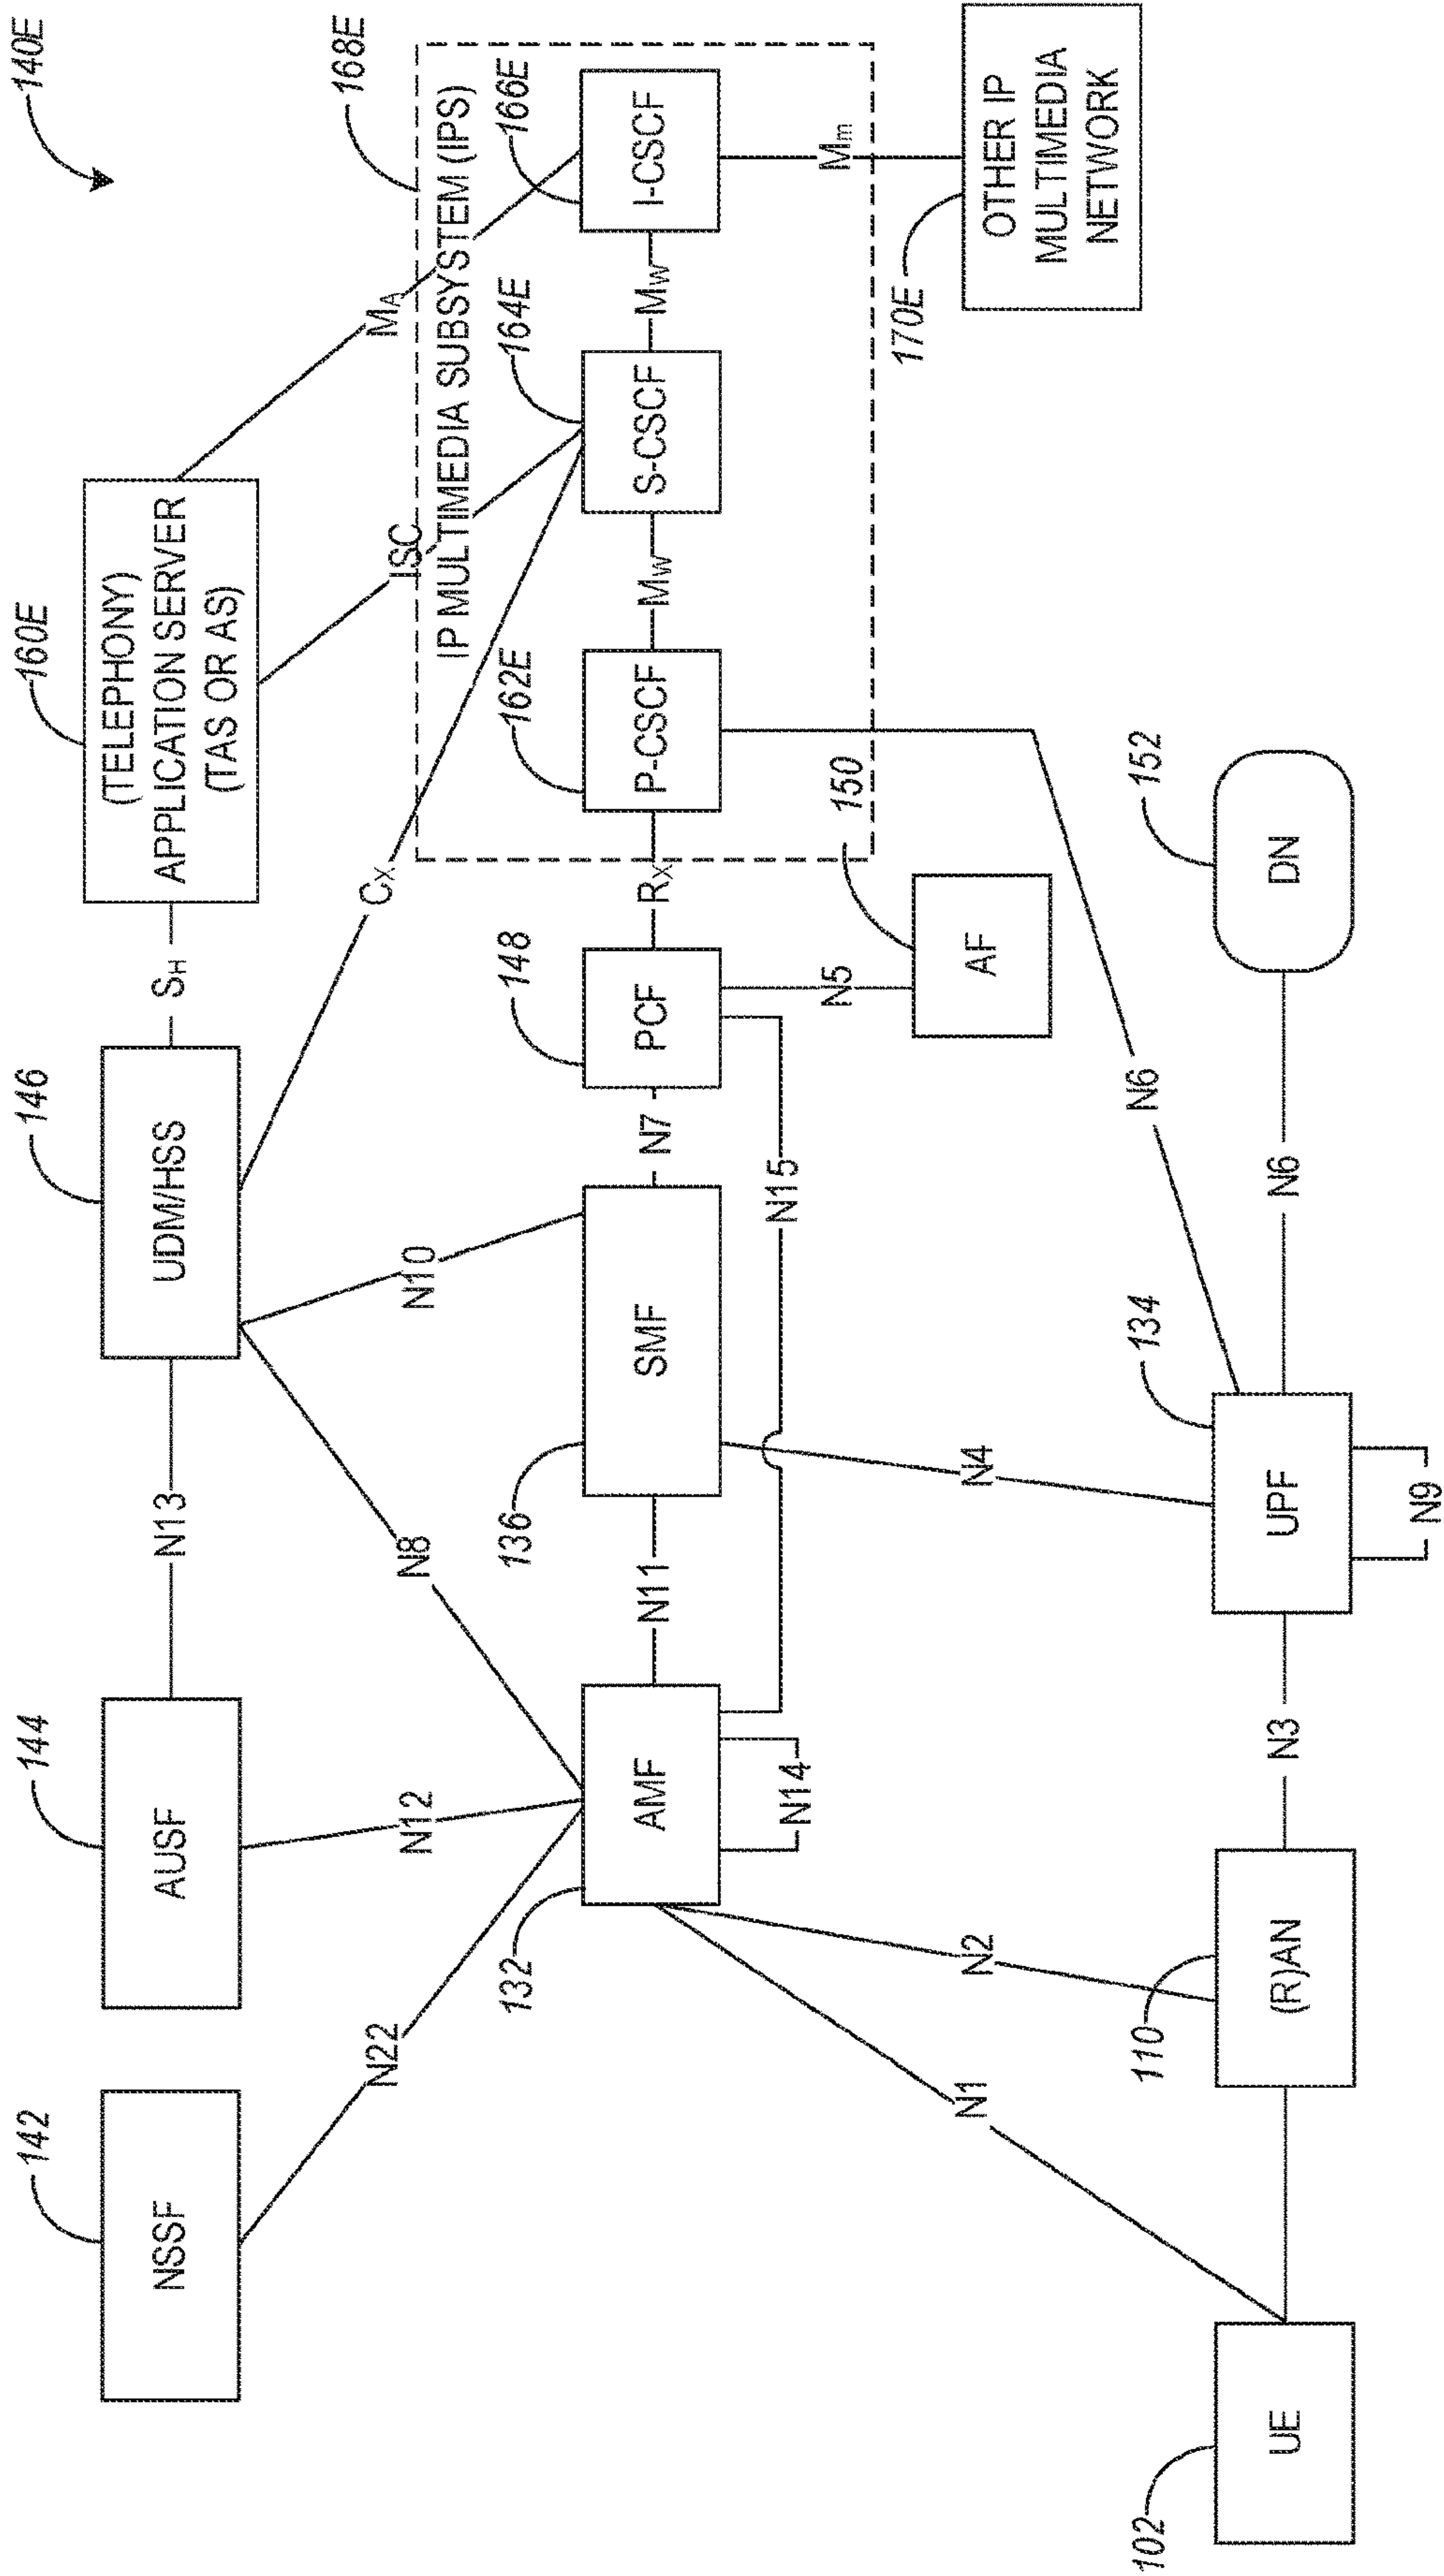 140E
160E
(TELEPHONY)
APPLICATION SERVER
(TAS OR AS)
168E
146
UDM/HSS
144
AUSF
142
NSSF
SH
N13
MA
ISC
CX
N10
N8
N12
N22
IP MULTIMEDIA SUBSYSTEM (IPS)
166E
164E
162E
148
136
132
I-CSCF
MW
S-CSCF
MW
P-CSCF
RX
PCF
N7
SMF
N11
AMF
N15
N14
Mm
150
N5
170E
OTHER IP
MULTIMEDIA
NETWORK
AF
N4
N2
N1
N6
152
134
110
102
DN
N6
UPF
N3
(R)AN
UE
N9